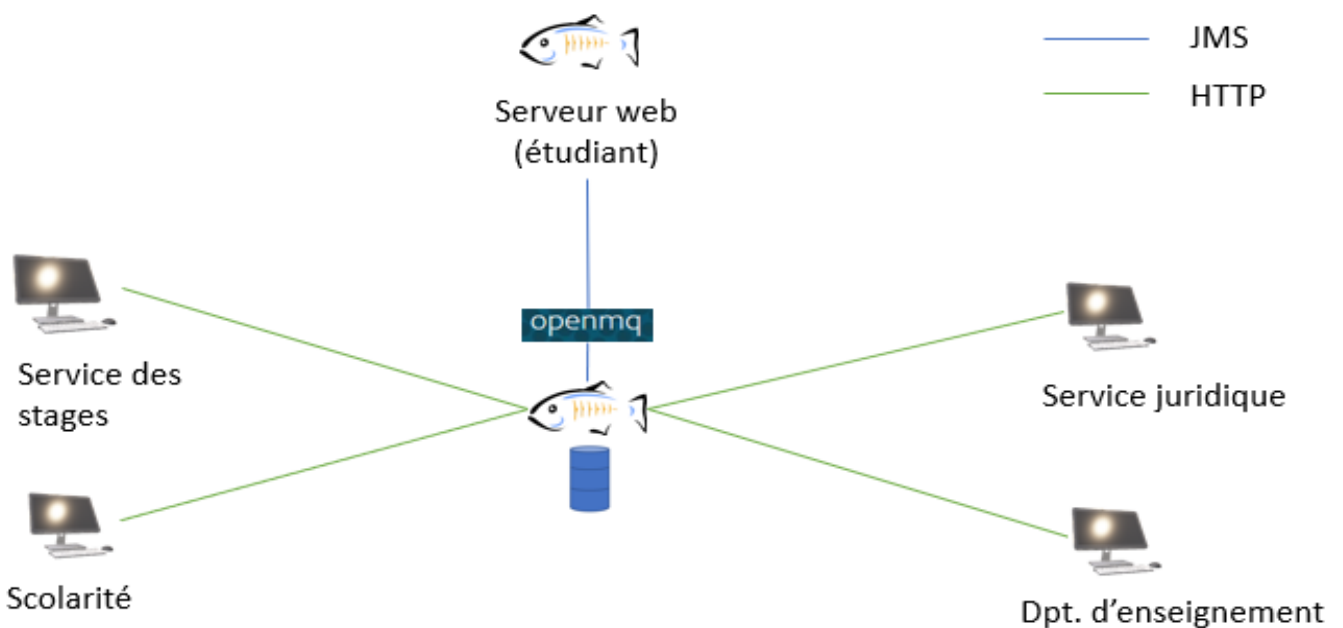 JMS
HTTP
Serveur web
(étudiant)
openmq
Service des
stages
Service juridique
Scolarité
Dpt. d'enseignement